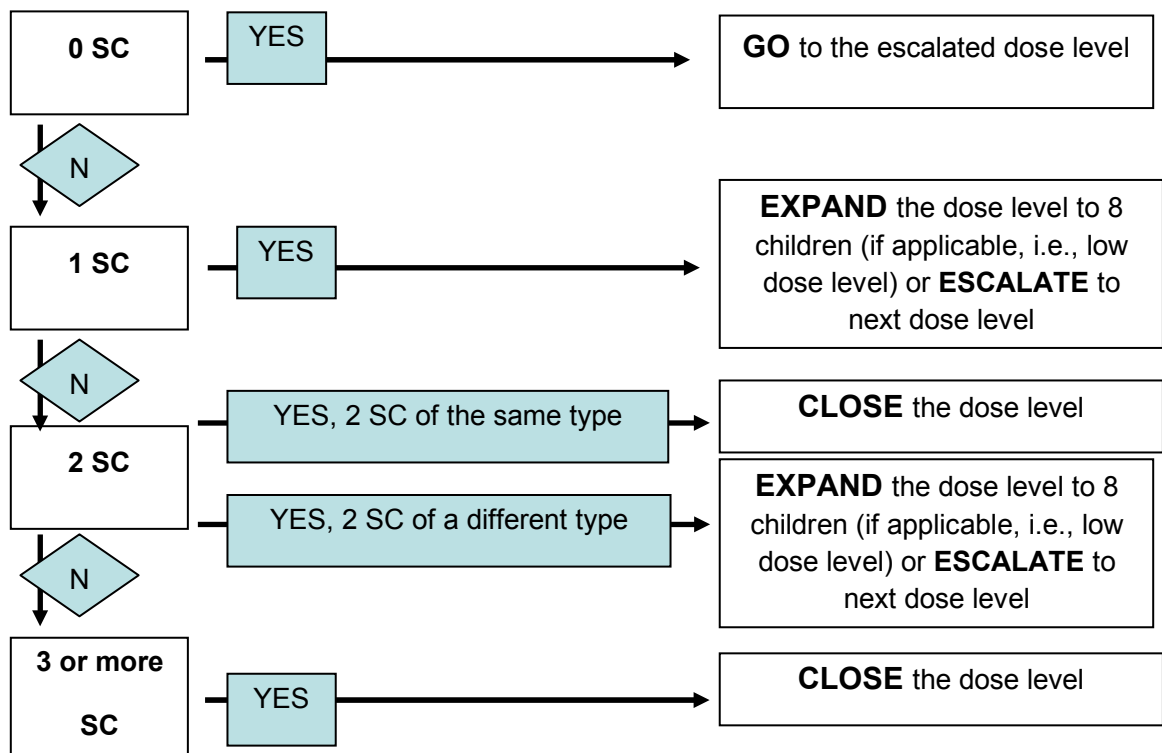 0 SC
YES
GO to the escalated dose level
N
1 SC
YES
EXPAND the dose level to 8
children (if applicable, i.e., low
dose level) or ESCALATE to
next dose level
N
2 SC
YES, 2 SC of the same type
CLOSE the dose level
YES, 2 SC of a different type
EXPAND the dose level to 8
children (if applicable, i.e., low
dose level) or ESCALATE to
next dose level
N
3 or more
SC
YES
CLOSE the dose level